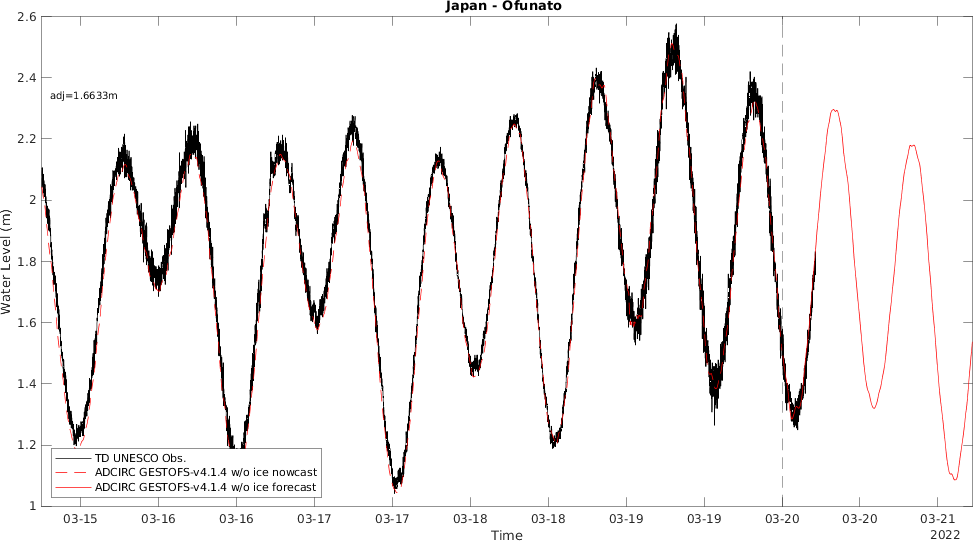 Japan - Ofunato
2.6
2.4
adj=1.6633m
2.2
2
1.8
1.6
1.4
1.2
1
Water Level (m)
TD UNESCO Obs.
ADCIRC GESTOFS-v4.1.4 w/o ice nowcast
ADCIRC GESTOFS-v4.1.4 w/o ice forecast
03-15 03-16 03-16 03-17 03-17 03-18 03-18 03-19 03-19 03-20 03-20 03-21
Time
2022